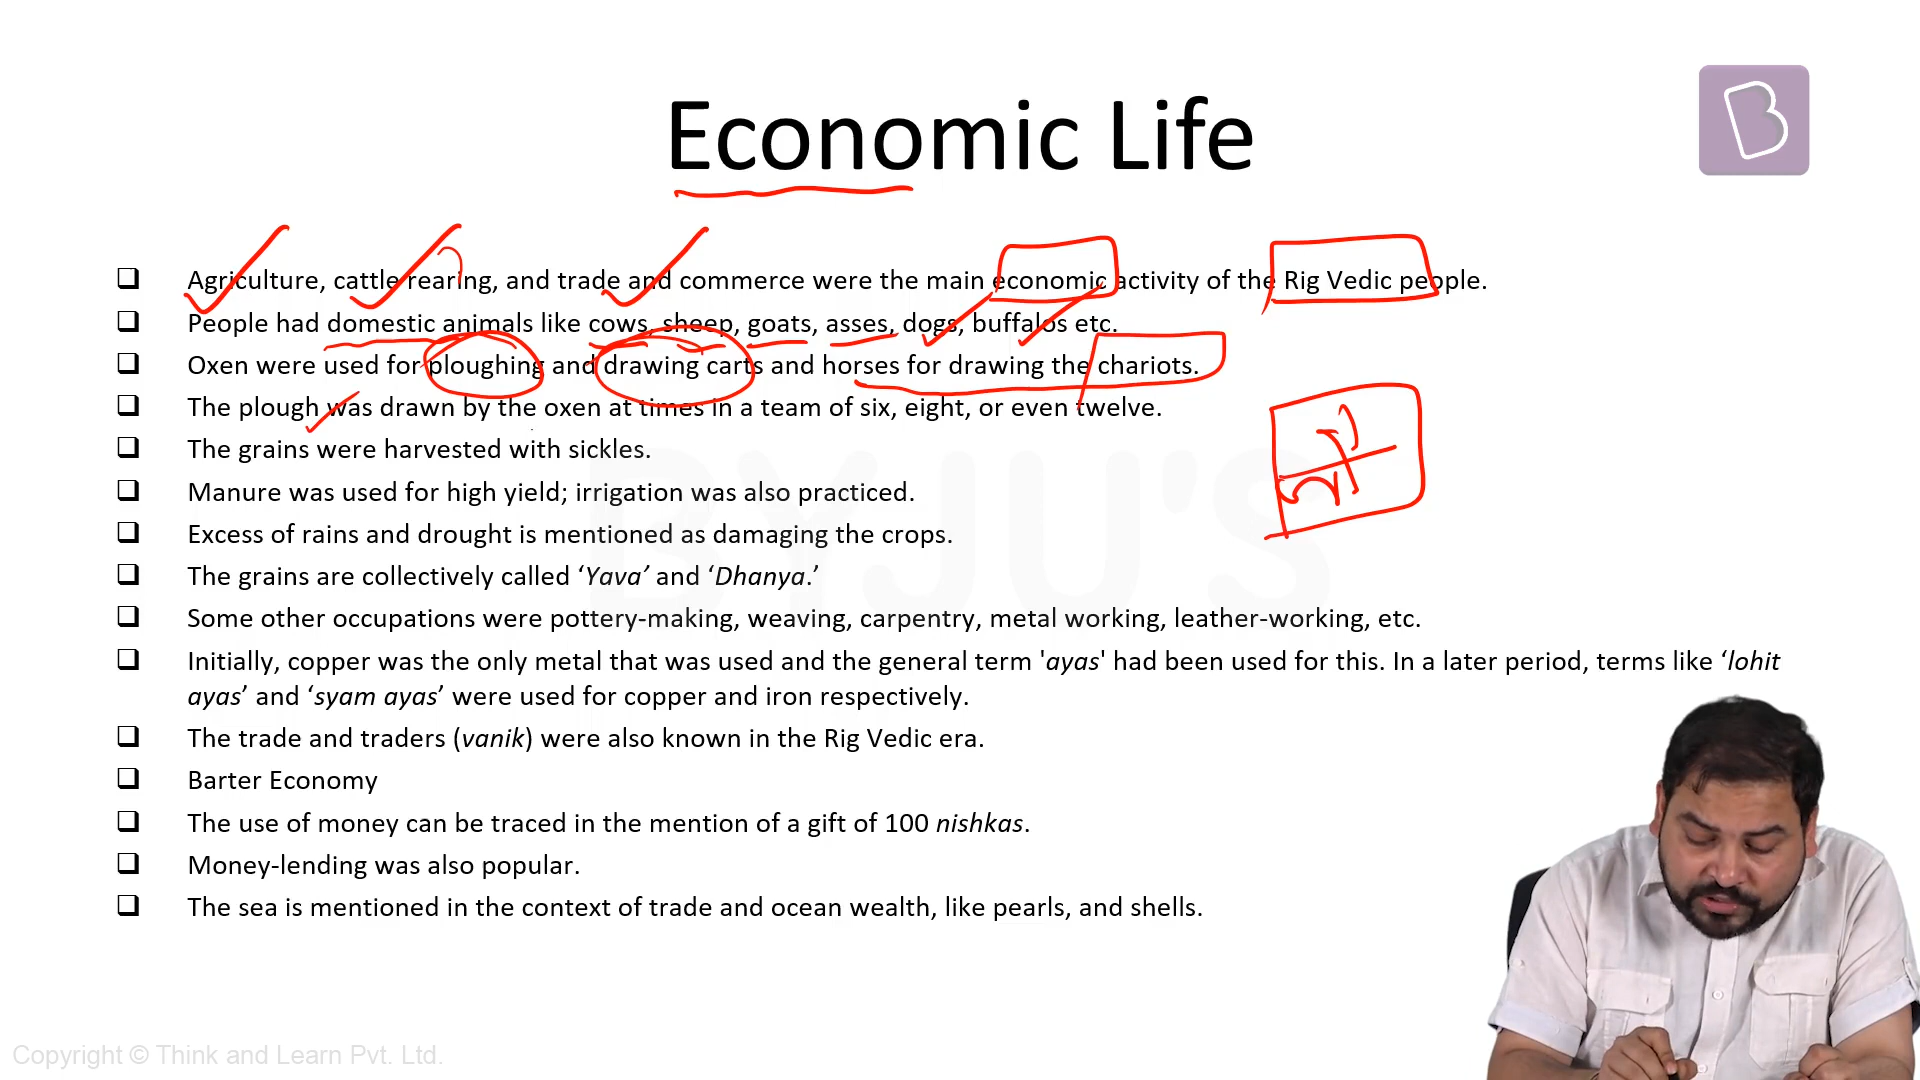 Economic Life
B
❑ Agriculture, cattle rearing, and trade and commerce were the main economic activity of the Rig Vedic people.
❑ People had domestic animals like cows, sheep, goats, asses, dogs, buffalos etc.
❑ Oxen were used for ploughing and drawing carts and horses for drawing the chariots.
❑ The plough was drawn by the oxen at times in a team of six, eight, or even twelve.
❑ The grains were harvested with sickles.
❑ Manure was used for high yield; irrigation was also practiced.
❑ Excess of rains and drought is mentioned as damaging the crops.
❑ The grains are collectively called ‘Yava’ and ‘Dhanya.’
❑ Some other occupations were pottery-making, weaving, carpentry, metal working, leather-working, etc.
❑ Initially, copper was the only metal that was used and the general term 'ayas' had been used for this. In a later period, terms like ‘lohit
ayas’ and ‘syam ayas’ were used for copper and iron respectively.
❑ The trade and traders (vanik) were also known in the Rig Vedic era.
❑ Barter Economy
❑ The use of money can be traced in the mention of a gift of 100 nishkas.
❑ Money-lending was also popular.
❑ The sea is mentioned in the context of trade and ocean wealth, like pearls, and shells.
BYJU'S
Copyright © Think and Learn Pvt. Ltd.